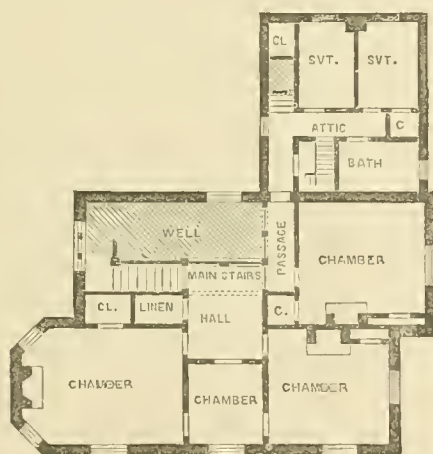 CL
SVT.
SVT.
ATTIC
C
BATH
WELL
PASSAGE
MAIN STAIRS
CHAMBER
CL.
LINEN
HALL
C.
CHAMBER
CHAMBER
CHAMBER